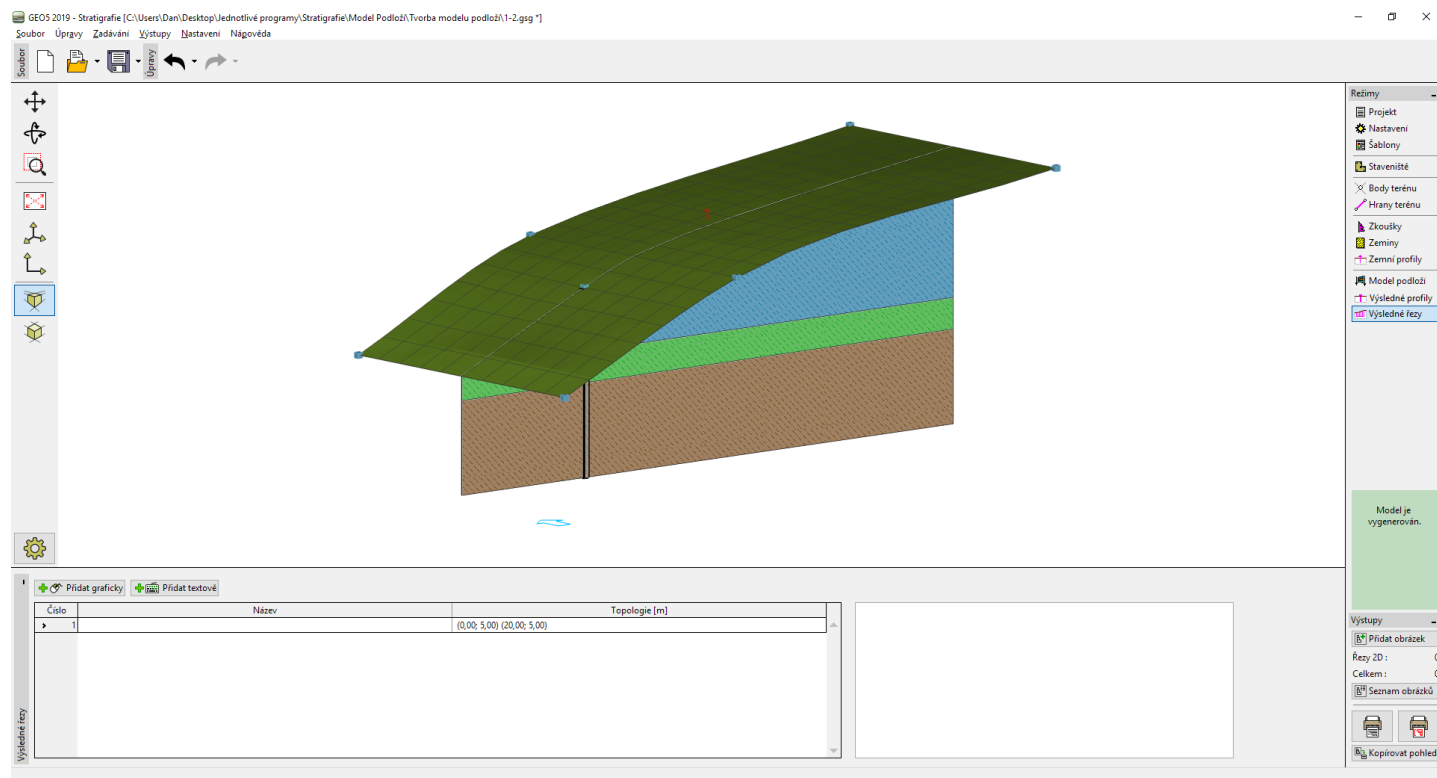 GEO5 2019 - Stratigrafie [C:\Users\Dan\Desktop\Jednotlivé programy\Stratigrafie\Model Podloží\Tvorba modelu podloží\1-2.gsg *]
Soubor Úpravy Zadávání Výstupy Nastavení Nápověda
Soubor
Úpravy
Režimy
Projekt
Nastavení
Šablony
Staveniště
Body terénu
Hrany terénu
Zkoušky
Zeminy
Zemní profily
Model podloží
Výsledné profily
Výsledné řezy
Model je
vygenerován.
Výsledné řezy
Přidat graficky Přidat textově
Číslo Název Topologie [m]
1 (0,00; 5,00) (20,00; 5,00)
Výstupy
Přidat obrázek
Řezy 2D :
Celkem :
Seznam obrázků
Kopírovat pohled